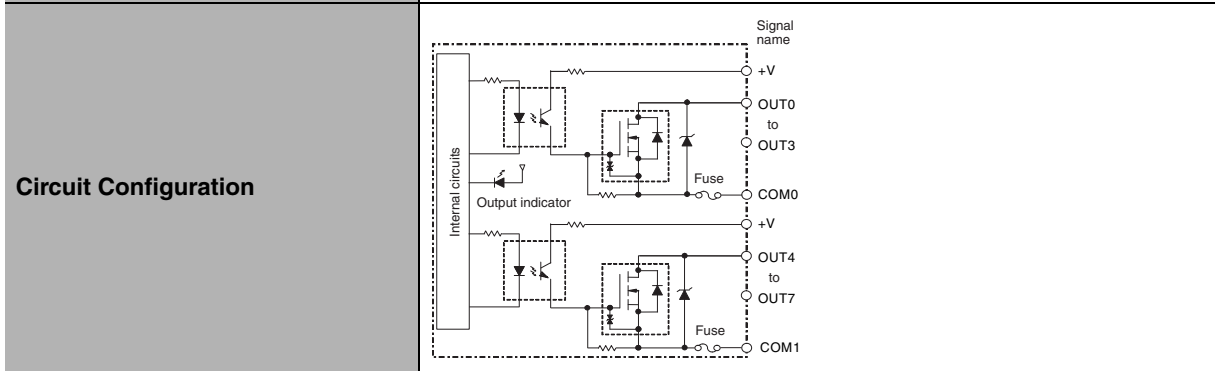 Circuit Configuration
Signal
name
Internal circuits
+V
OUT0
to
OUT3
Fuse
COM0
Output indicator
+V
OUT4
to
OUT7
Fuse
COM1